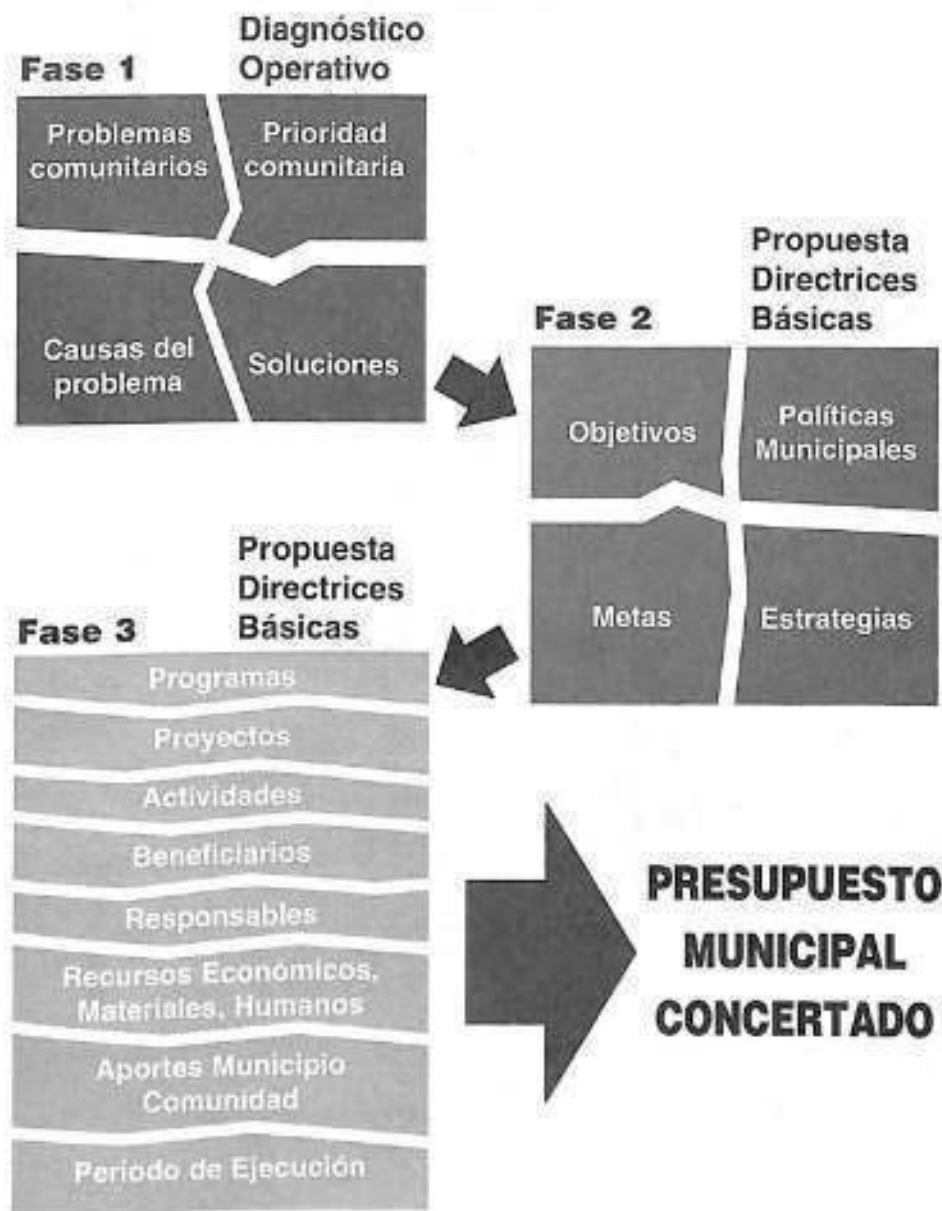 Fase 1
Diagnóstico
Operativo
Problemas
comunitarios
Prioridad
comunitaria
Causas del
problema
Soluciones
Fase 2
Propuesta
Directrices
Básicas
Objetivos
Políticas
Municipales
Metas
Estrategias
Fase 3
Propuesta
Directrices
Básicas
Programas
Proyectos
Actividades
Beneficiarios
Responsables
Recursos Económicos,
Materiales, Humanos
Aportes Municipio
Comunidad
Período de Ejecución
PRESUPUESTO
MUNICIPAL
CONCERTADO